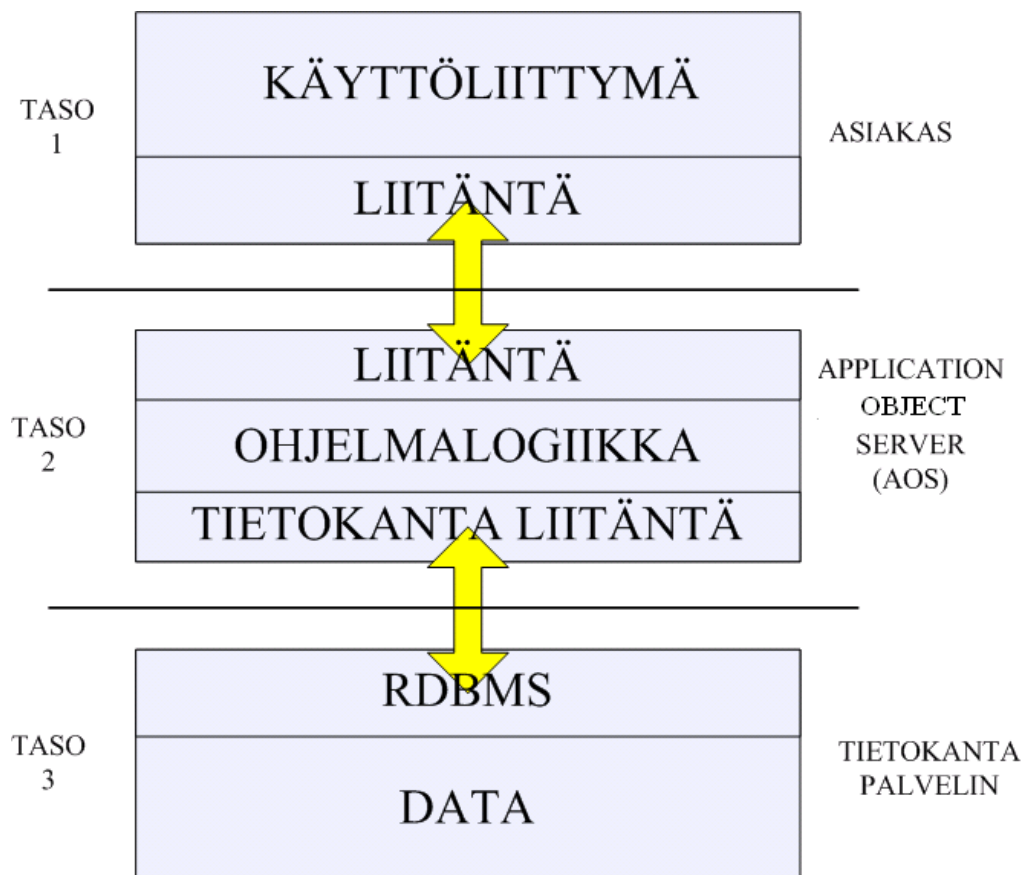 KÄYTTÖLIITTYMÄ
TASO
1
ASIAKAS
LIITÄNTÄ
LIITÄNTÄ
APPLICATION
OBJECT
SERVER
(AOS)
TASO
2
OHJELMALOGIIKKA
TIETOKANTA LIITÄNTÄ
RDBMS
TASO
3
TIETOKANTA
PALVELIN
DATA